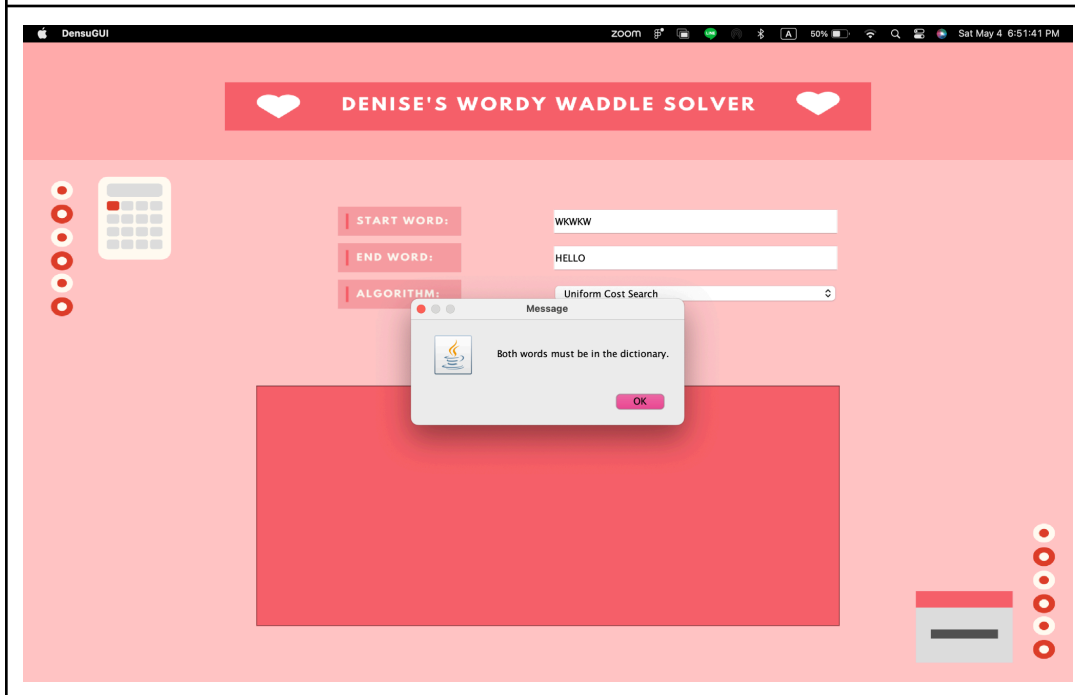 DensuGUI
zoom A 50% Sat May 4 6:51:41 PM
DENISE'S WORDY WADDLE SOLVER
START WORD: WKWKW
END WORD: HELLO
ALGORITHM: Uniform Cost Search
Message
Both words must be in the dictionary.
OK